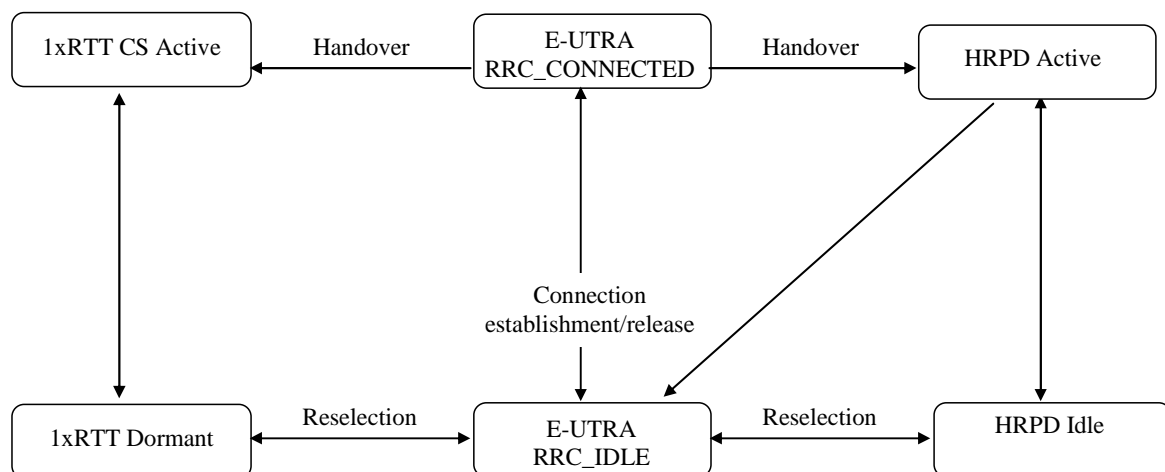 1xRTT CS Active
Handover
E-UTRA
RRC_CONNECTED
Handover
HRPD Active
Connection
establishment/release
1xRTT Dormant
Reselection
E-UTRA
RRC_IDLE
Reselection
HRPD Idle